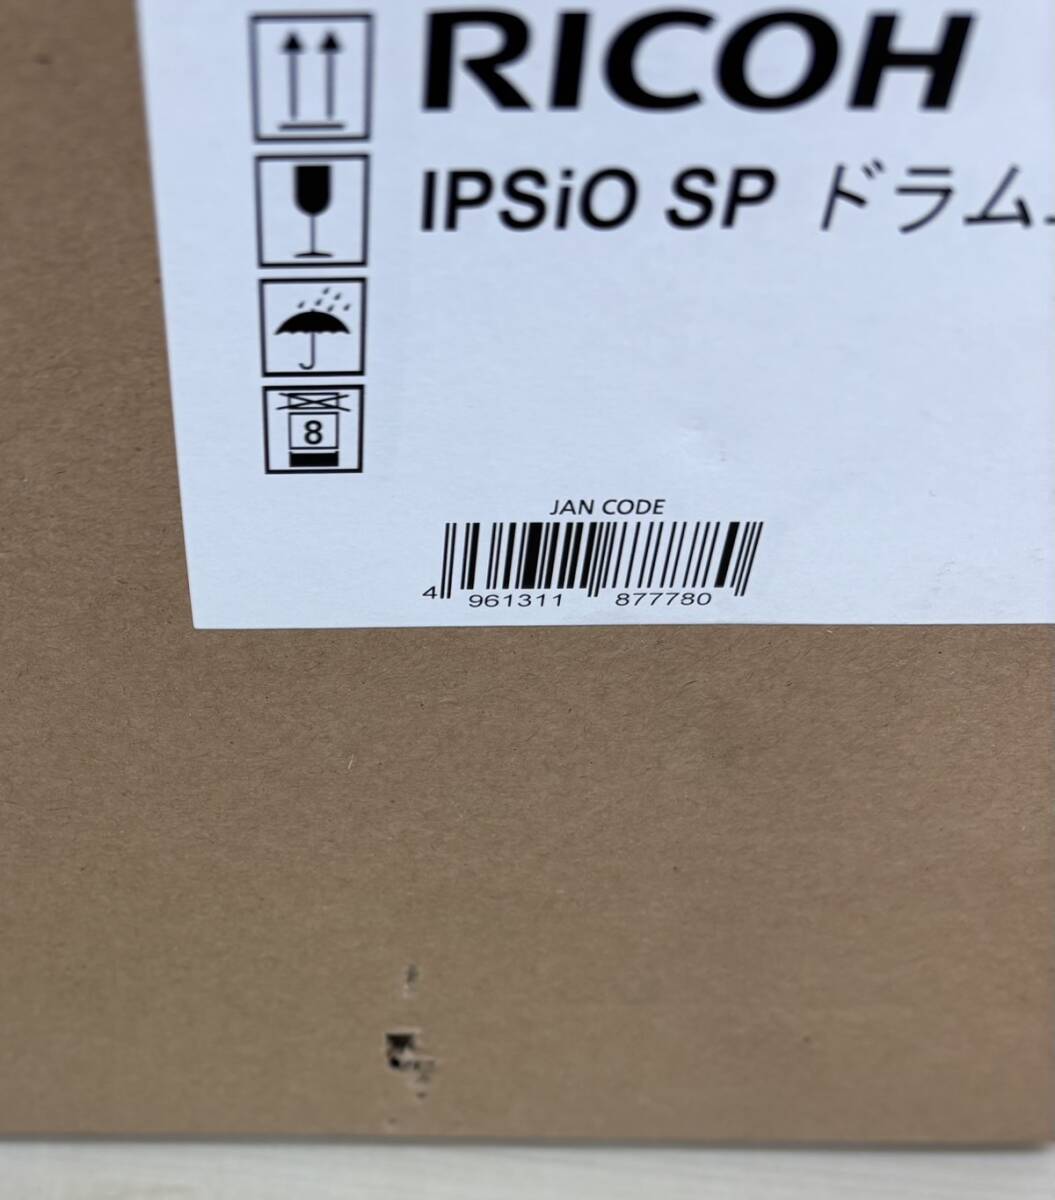 RICOH
IPSiO SP ドラム
8
JAN CODE
4 961311 877780